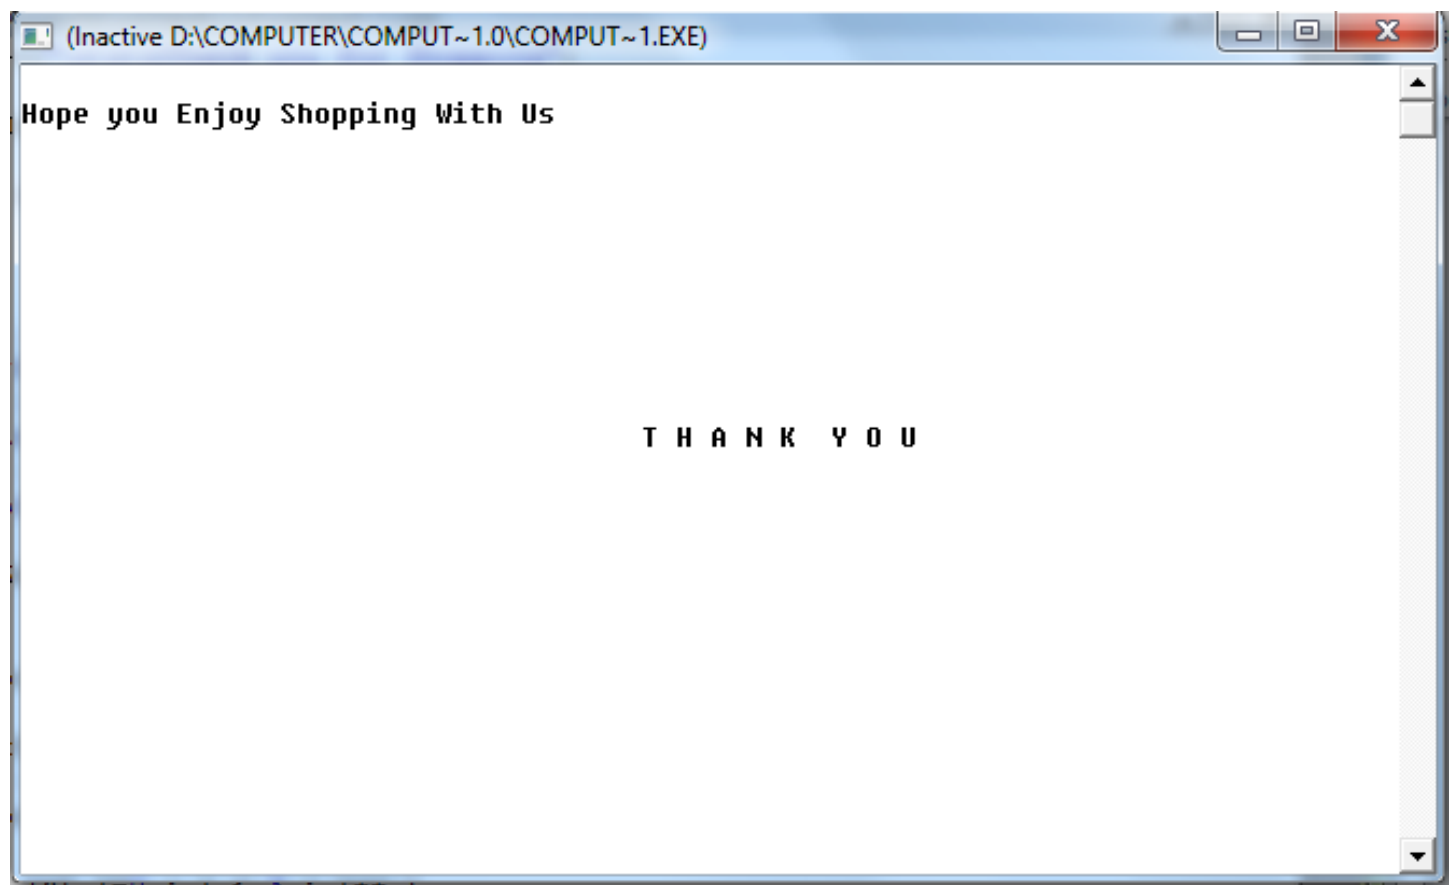 (Inactive D:\COMPUTER\COMPUT~1.0\COMPUT~1.EXE)
Hope you Enjoy Shopping With Us
T H A N K  Y O U